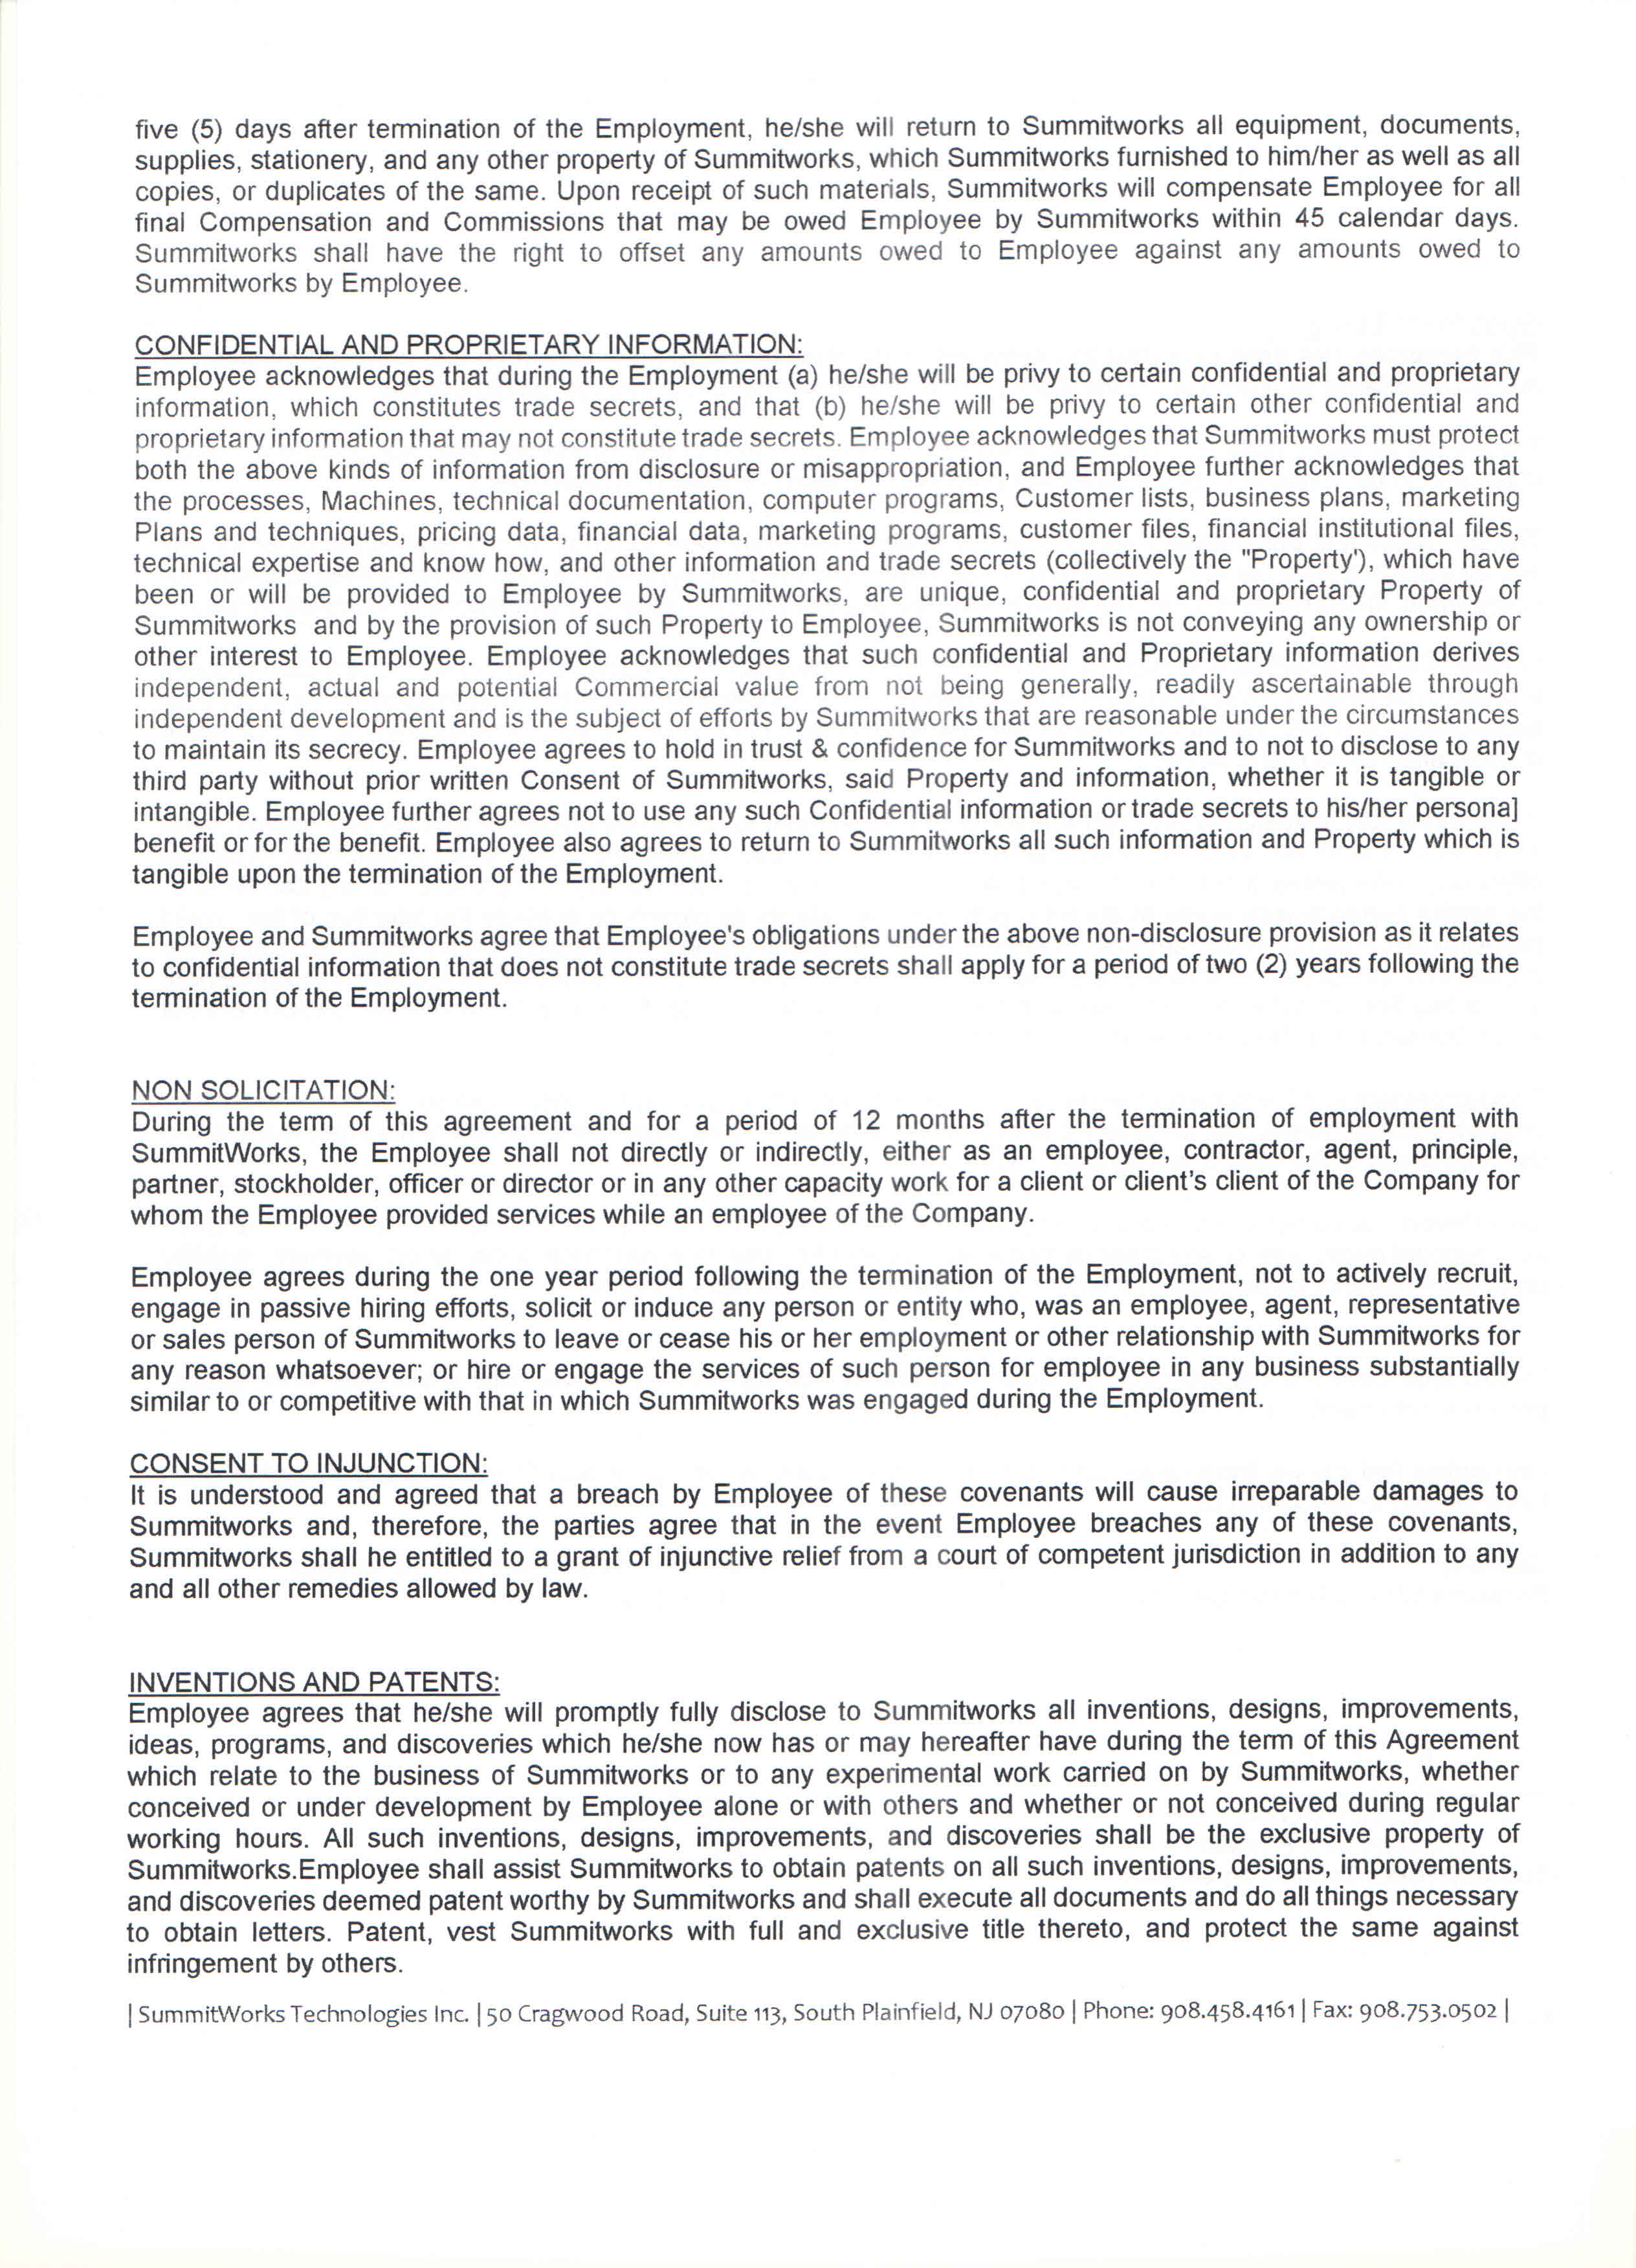 five (5) days after termination of the Employment, he/she will return to Summitworks all equipment, documents,
supplies, stationery, and any other property of Summitworks, which Summitworks furnished to him/her as well as all
copies, or duplicates of the same. Upon receipt of such materials, Summitworks will compensate Employee for all
final Compensation and Commissions that may be owed Employee by Summitworks within 45 calendar days.
Summitworks shall have the right to offset any amounts owed to Employee against any amounts owed to
Summitworks by Employee.
CONFIDENTIAL AND PROPRIETARY INFORMATION:
Employee acknowledges that during the Employment (a) he/she will be privy to certain confidential and proprietary
information, which constitutes trade secrets, and that (b) he/she will be privy to certain other confidential and
proprietary information that may not constitute trade secrets. Employee acknowledges that Summitworks must protect
both the above kinds of information from disclosure or misappropriation, and Employee further acknowledges that
the processes, Machines, technical documentation, computer programs, Customer lists, business plans, marketing
Plans and techniques, pricing data, financial data, marketing programs, customer files, financial institutional files,
technical expertise and know how, and other information and trade secrets (collectively the "Property'), which have
been or will be provided to Employee by Summitworks, are unique, confidential and proprietary Property of
Summitworks and by the provision of such Property to Employee, Summitworks is not conveying any ownership or
other interest to Employee. Employee acknowledges that such confidential and Proprietary information derives
independent, actual and potential Commercial value from not being generally, readily ascertainable through
independent development and is the subject of efforts by Summitworks that are reasonable under the circumstances
to maintain its secrecy. Employee agrees to hold in trust & confidence for Summitworks and to not to disclose to any
third party without prior written Consent of Summitworks, said Property and information, whether it is tangible or
intangible. Employee further agrees not to use any such Confidential information or trade secrets to his/her persona]
benefit or for the benefit. Employee also agrees to return to Summitworks all such information and Property which is
tangible upon the termination of the Employment.
Employee and Summitworks agree that Employee's obligations under the above non-disclosure provision as it relates
to confidential information that does not constitute trade secrets shall apply for a period of two (2) years following the
termination of the Employment.
NON SOLICITATION:
During the term of this agreement and for a period of 12 months after the termination of employment with
SummitWorks, the Employee shall not directly or indirectly, either as an employee, contractor, agent, principle,
partner, stockholder, officer or director or in any other capacity work for a client or client's client of the Company for
whom the Employee provided services while an employee of the Company.
Employee agrees during the one year period following the termination of the Employment, not to actively recruit,
engage in passive hiring efforts, solicit or induce any person or entity who, was an employee, agent, representative
or sales person of Summitworks to leave or cease his or her employment or other relationship with Summitworks for
any reason whatsoever; or hire or engage the services of such person for employee in any business substantially
similar to or competitive with that in which Summitworks was engaged during the Employment.
CONSENT TO INJUNCTION:
It is understood and agreed that a breach by Employee of these covenants will cause irreparable damages to
Summitworks and, therefore, the parties agree that in the event Employee breaches any of these covenants,
Summitworks shall he entitled to a grant of injunctive relief from a court of competent jurisdiction in addition to any
and all other remedies allowed by law.
INVENTIONS AND PATENTS:
Employee agrees that he/she will promptly fully disclose to Summitworks all inventions, designs, improvements,
ideas, programs, and discoveries which he/she now has or may hereafter have during the term of this Agreement
which relate to the business of Summitworks or to any experimental work carried on by Summitworks, whether
conceived or under development by Employee alone or with others and whether or not conceived during regular
working hours. All such inventions, designs, improvements, and discoveries shall be the exclusive property of
Summitworks.Employee shall assist Summitworks to obtain patents on all such inventions, designs, improvements,
and discoveries deemed patent worthy by Summitworks and shall execute all documents and do all things necessary
to obtain letters. Patent, vest Summitworks with full and exclusive title thereto, and protect the same against
infringement by others.
| SummitWorks Technologies Inc. | 50 Cragwood Road, Suite 113, South Plainfield, NJ 07080 | Phone: 908.458.4161 | Fax: 908.753.0502 |